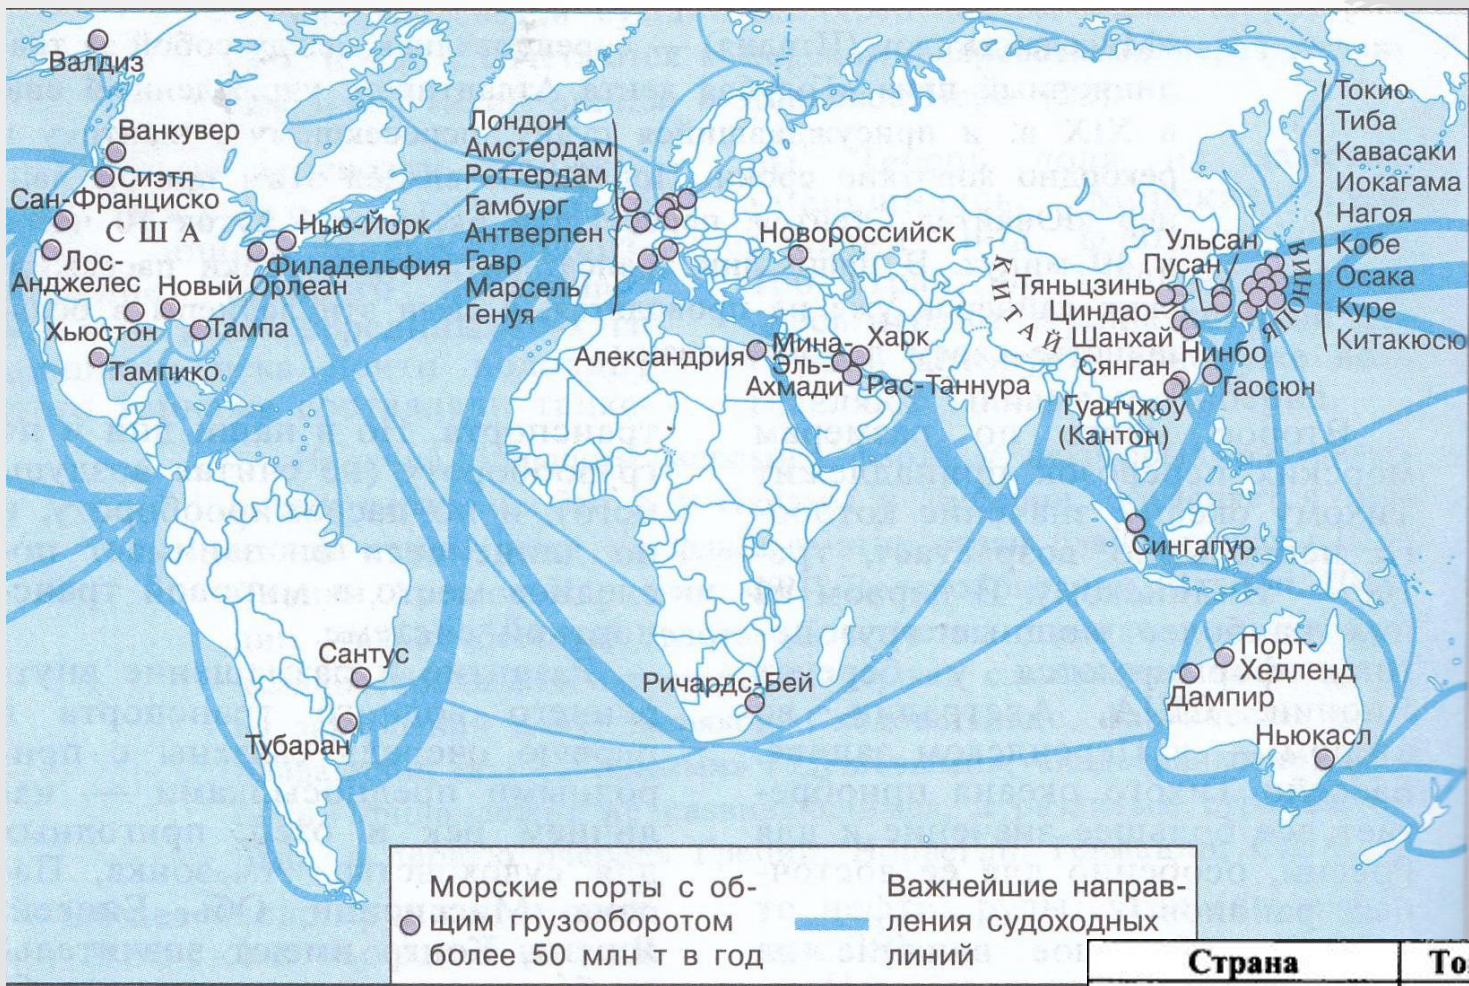 Валдиз
Ванкувер
Сиэтл
Сан-Франциско
США
Лос-
Анджелес
Нью-Йорк
Филадельфия
Новый Орлеан
Хьюстон
Тампа
Тампико
Лондон
Амстердам
Роттердам
Гамбург
Антверпен
Гавр
Марсель
Генуя
Новороссийск
Александрия
Мина-
Эль-
Ахмади
Харк
Рас-Таннура
КИТАЙ
Ульсан
Пусан
Тяньцзинь
Циндао
Шанхай
Нинбо
Сянган
Гаосюн
Гуанчжоу
(Кантон)
ЯПОНИЯ
Токио
Тиба
Кавасаки
Иокагама
Нагоя
Кобе
Осака
Куре
Китакюсю
Сингапур
Сантус
Тубаран
Ричардс-Бей
Порт-
Хедленд
Дампир
Ньюкасл
Морские порты с об-
щим грузооборотом
более 50 млн т в год
Важнейшие направ-
ления судоходных
линий
Страна